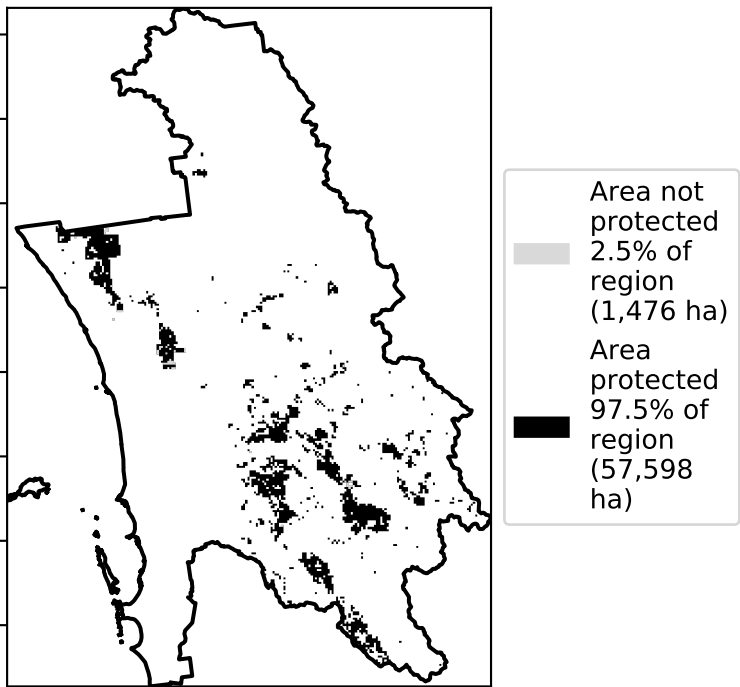 Area not
protected
2.5% of
region
(1,476 ha)
Area
protected
97.5% of
region
(57,598
ha)